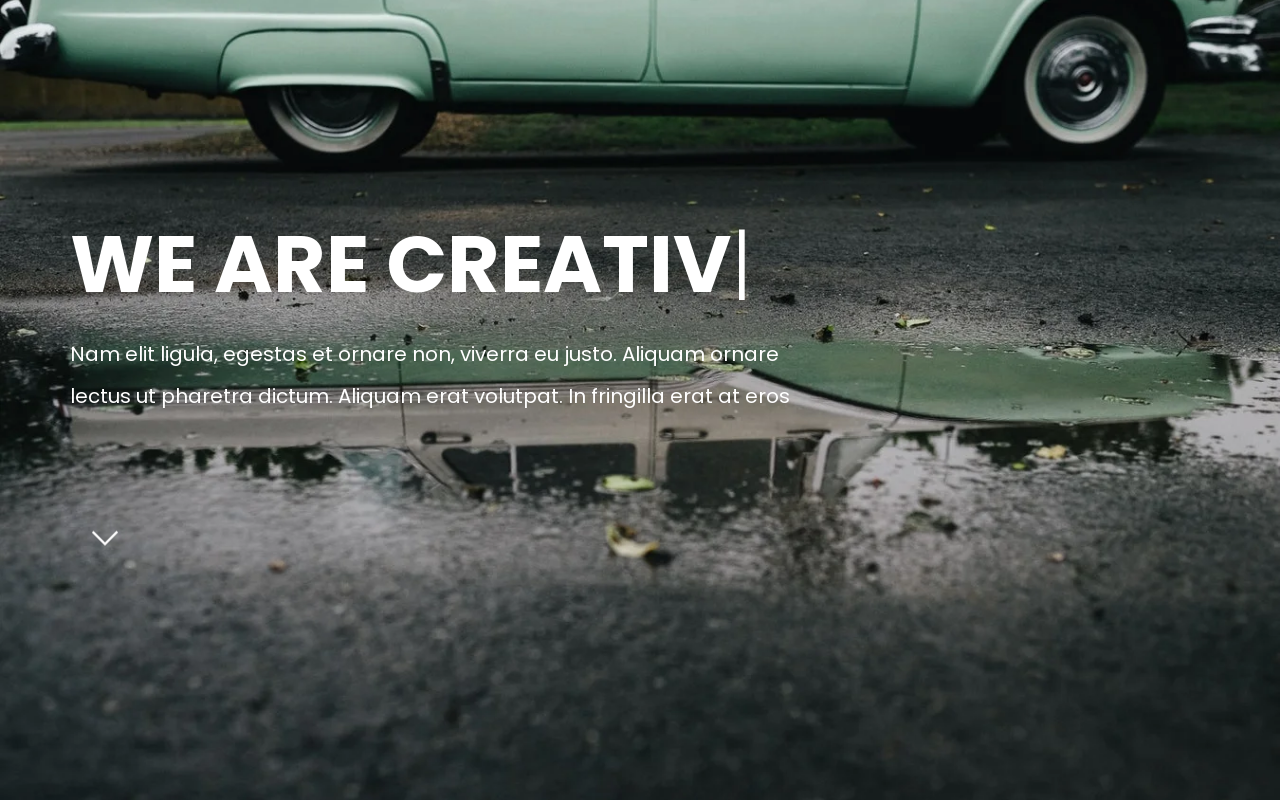 WE ARE CREATIV|
Nam elit ligula, egestas et ornare non, viverra eu justo. Aliquam ornare
lectus ut pharetra dictum. Aliquam erat volutpat. In fringilla erat at eros